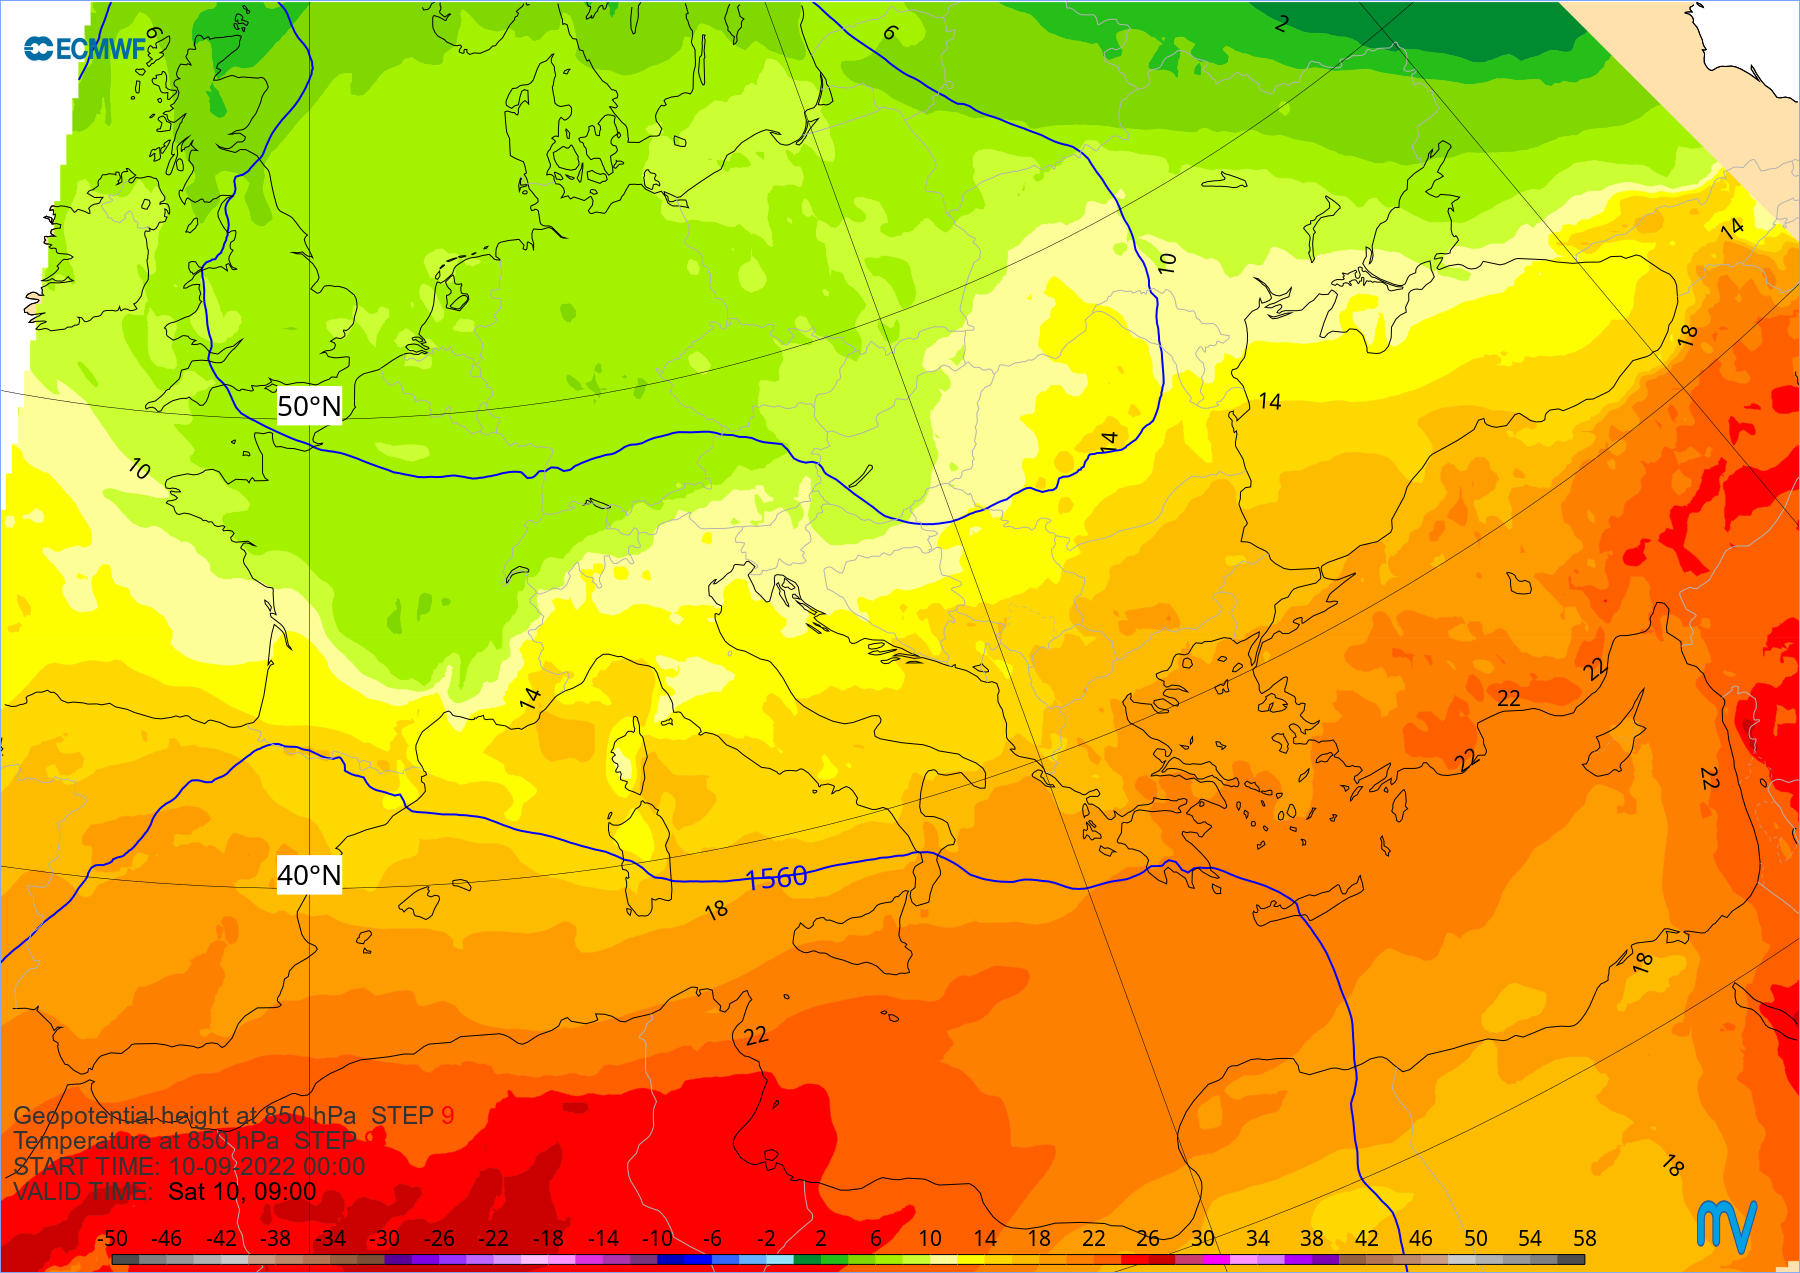 6
2
6
ECMWF
14
10
18
14
50°N
14
10
22
14
22
22
22
40°N
1560
18
18
22
Geopotential height at 850 hPa STEP 9
Temperature at 850 hPa STEP
START TIME: 10-09-2022 00:00
VALID TIME: Sat 10, 09:00
18
-50 -46 -42 -38 -34 -30 -26 -22 -18 -14 -10 -6 -2 2 6 10 14 18 22 26 30 34 38 42 46 50 54 58